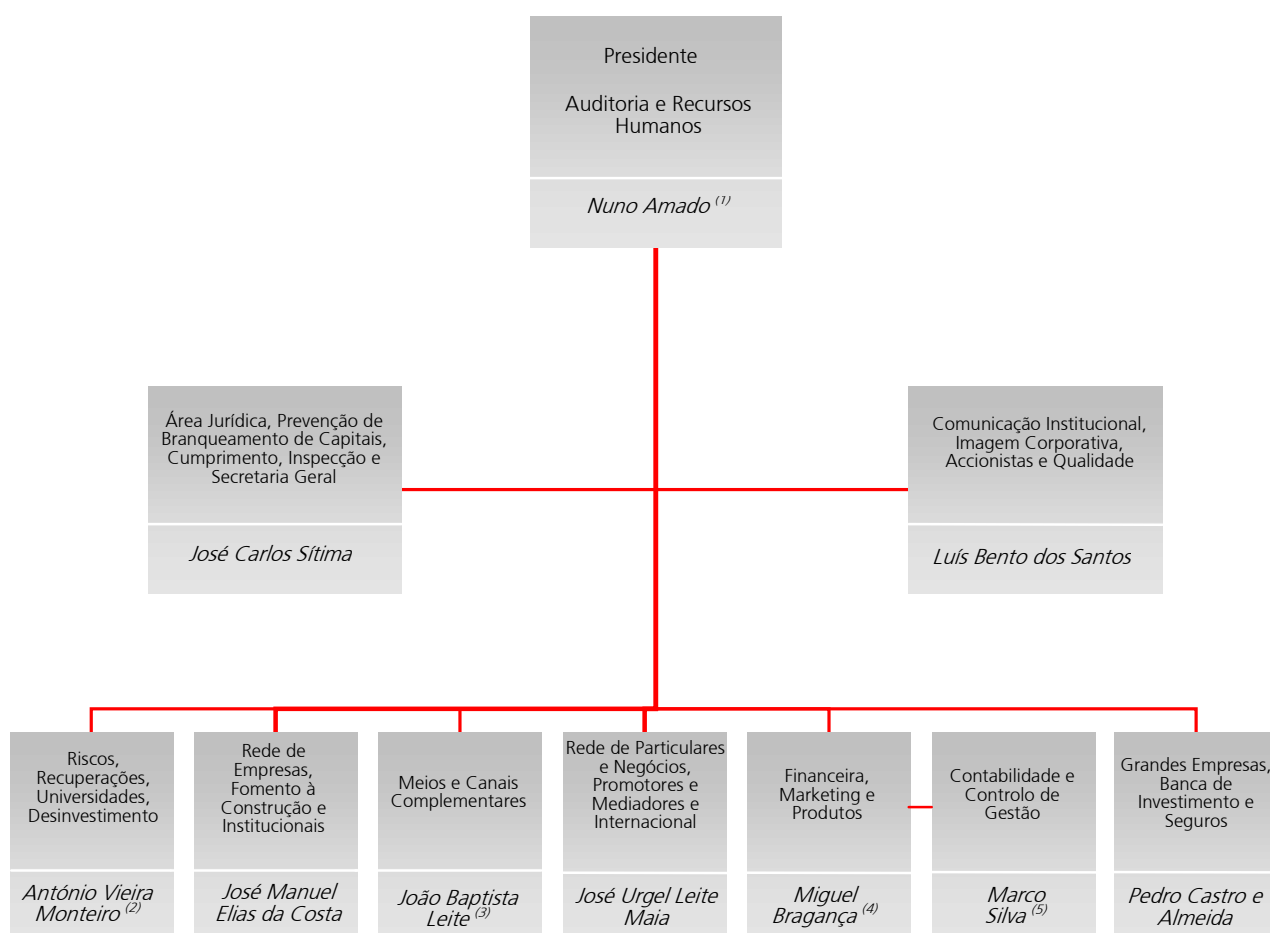 Presidente
Auditoria e Recursos
Humanos
Nuno Amado (1)
Área Jurídica, Prevenção de
Branqueamento de Capitais,
Cumprimento, Inspecção e
Secretaria Geral
José Carlos Sítima
Comunicação Institucional,
Imagem Corporativa,
Accionistas e Qualidade
Luís Bento dos Santos
Riscos,
Recuperações,
Universidades,
Desinvestimento
António Vieira
Monteiro (2)
Rede de
Empresas,
Fomento à
Construção e
Institucionais
José Manuel
Elias da Costa
Meios e Canais
Complementares
João Baptista
Leite (3)
Rede de Particulares
e Negócios,
Promotores e
Mediadores e
Internacional
José Urgel Leite
Maia
Financeira,
Marketing e
Produtos
Miguel
Bragança (4)
Contabilidade e
Controlo de
Gestão
Marco
Silva (5)
Grandes Empresas,
Banca de
Investimento e
Seguros
Pedro Castro e
Almeida